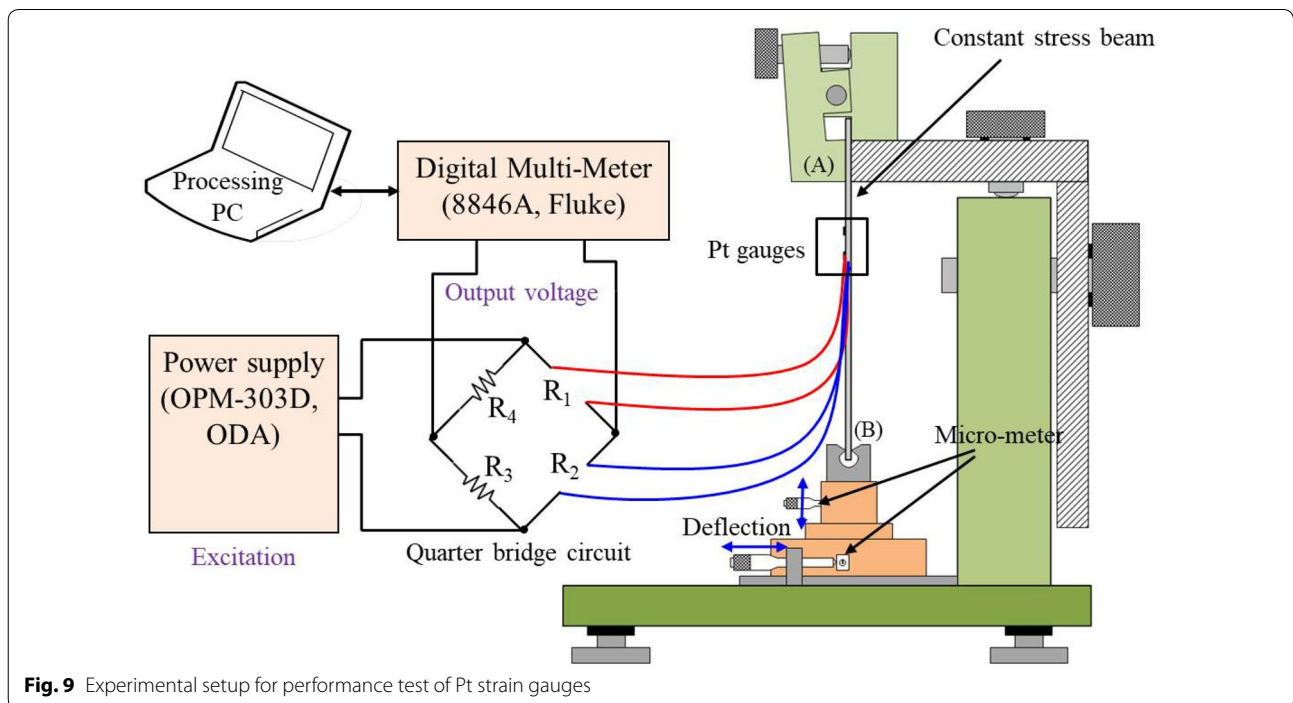 Constant stress beam
Digital Multi-Meter
(8846A, Fluke)
Processing
PC
(A)
Pt gauges
Output voltage
Power supply
(OPM-303D,
ODA)
R4
R1
R3
R2
(B)
Micro-meter
Deflection
Excitation
Quarter bridge circuit
Fig. 9 Experimental setup for performance test of Pt strain gauges